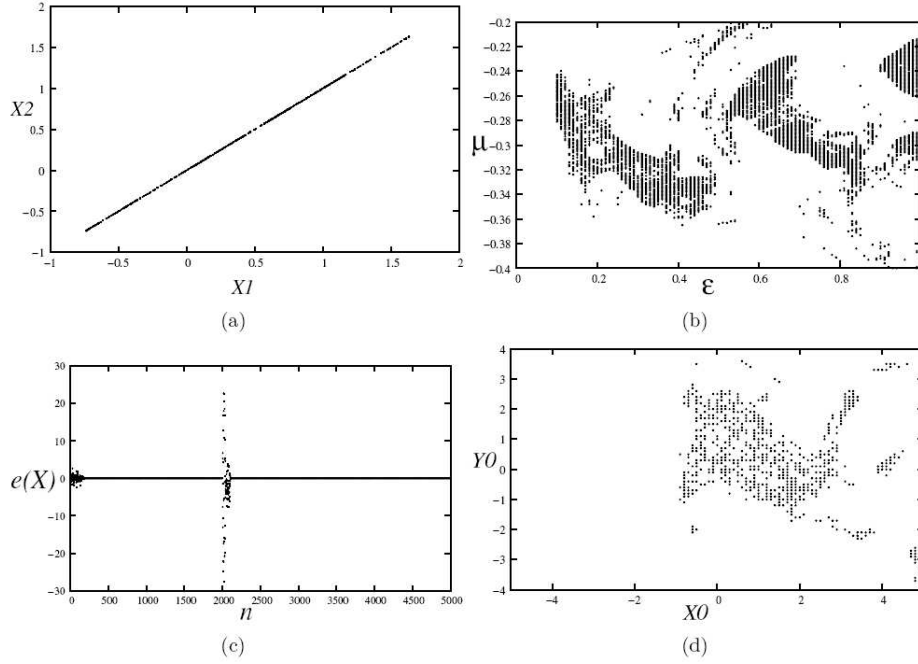 2
1.5
1
X2
0.5
0
−0.5
−1
−1 −0.5 0 0.5 1 1.5 2
X1
(a)
−0.2
−0.22
−0.24
−0.26
−0.28
μ
−0.3
−0.32
−0.34
−0.36
−0.38
−0.4
0 0.2 0.4 0.6 0.8
ε
(b)
30
20
10
e(X) 0
−10
−20
−30
0 500 1000 1500 2000 2500 3000 3500 4000 4500 5000
n
(c)
4
3
2
1
Y0
0
−1
−2
−3
−4
−4 −2 0 2 4
X0
(d)